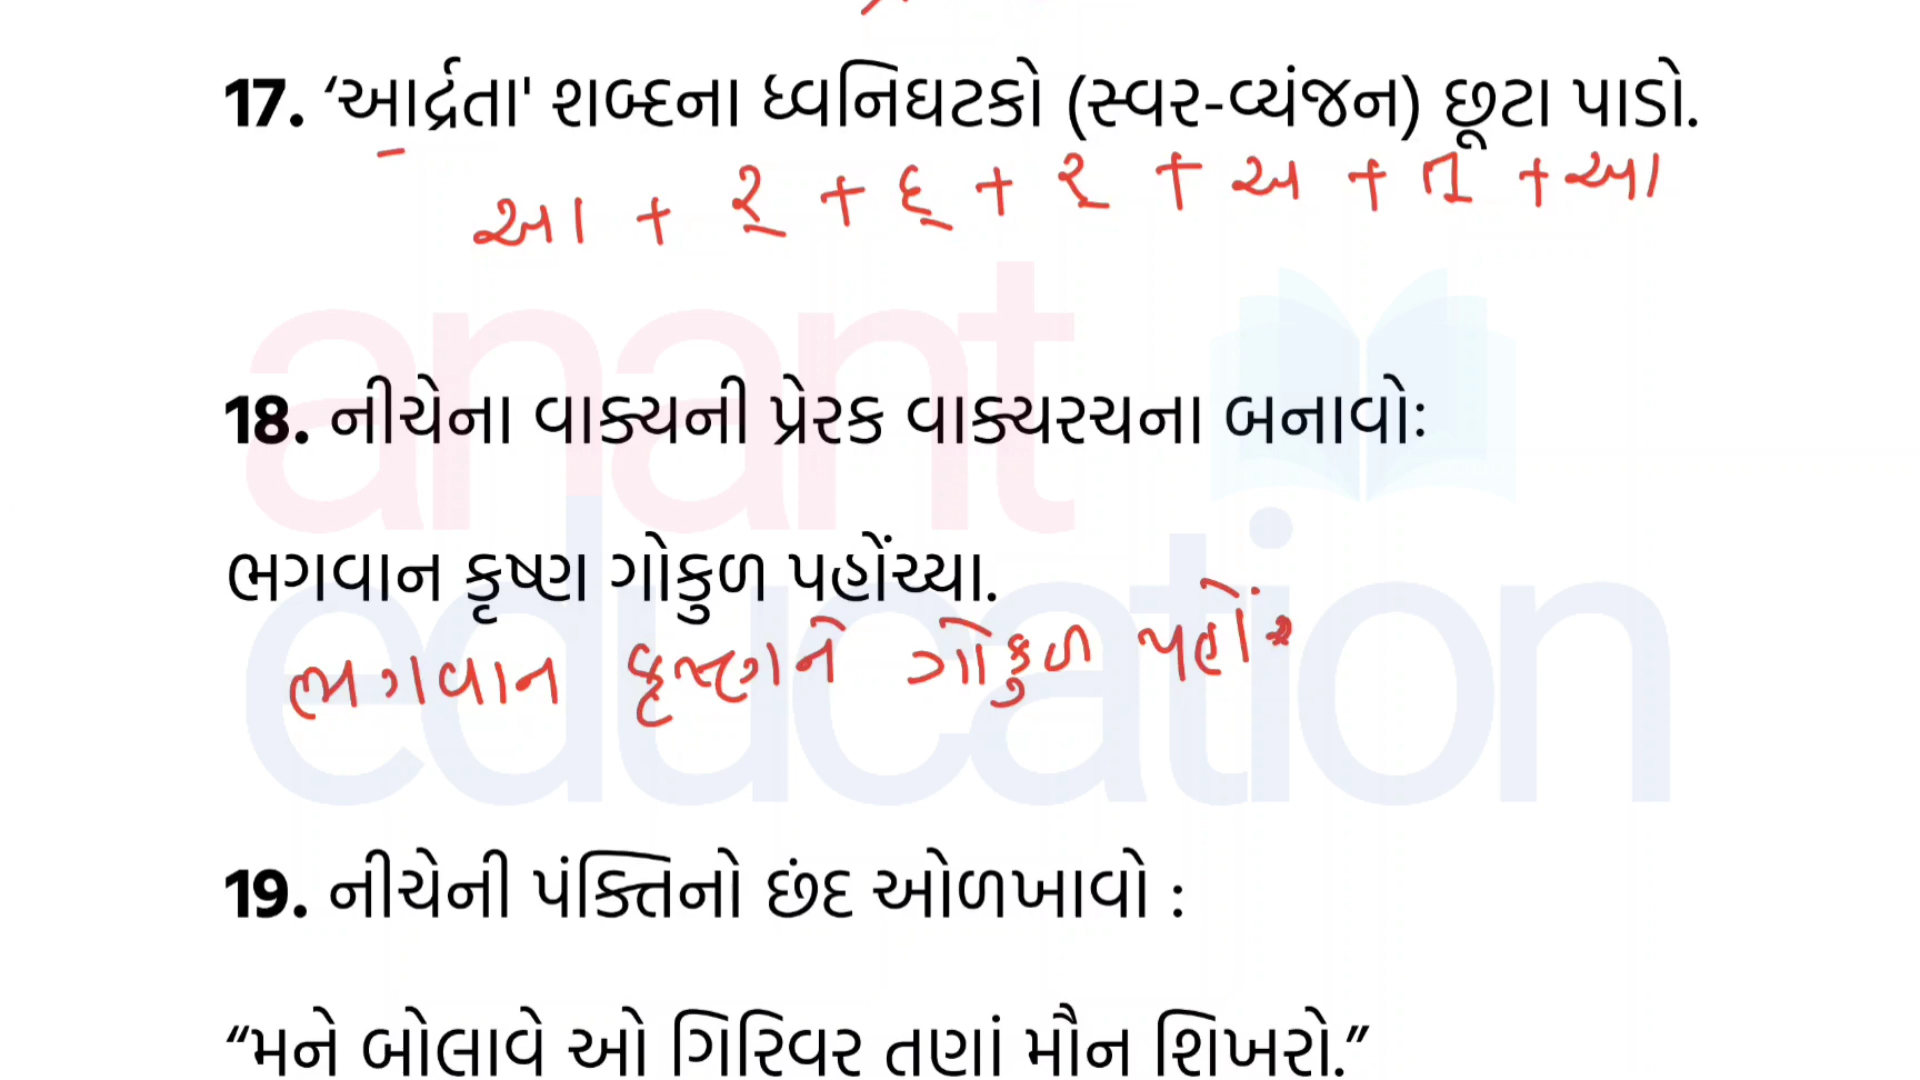 17. ‘આર્દ્રતા' શબ્દના ધ્વનિઘટકો (સ્વર-વ્યંજન) છૂટા પાડો.
આ + ર્ + દ્ + ર્ + અ + ત્ + આ
anant
18. નીચેના વાક્યની પ્રેરક વાક્યરચના બનાવોઃ
education
ભગવાન કૃષ્ણ ગોકુળ પહોંચ્યા.
ભગવાન કૃષ્ણને ગોકુળ
19. નીચેની પંક્તિનો છંદ ઓળખાવો :
“મને બોલાવે ઓ ગિરિવર તણાં મૌન શિખરો.”